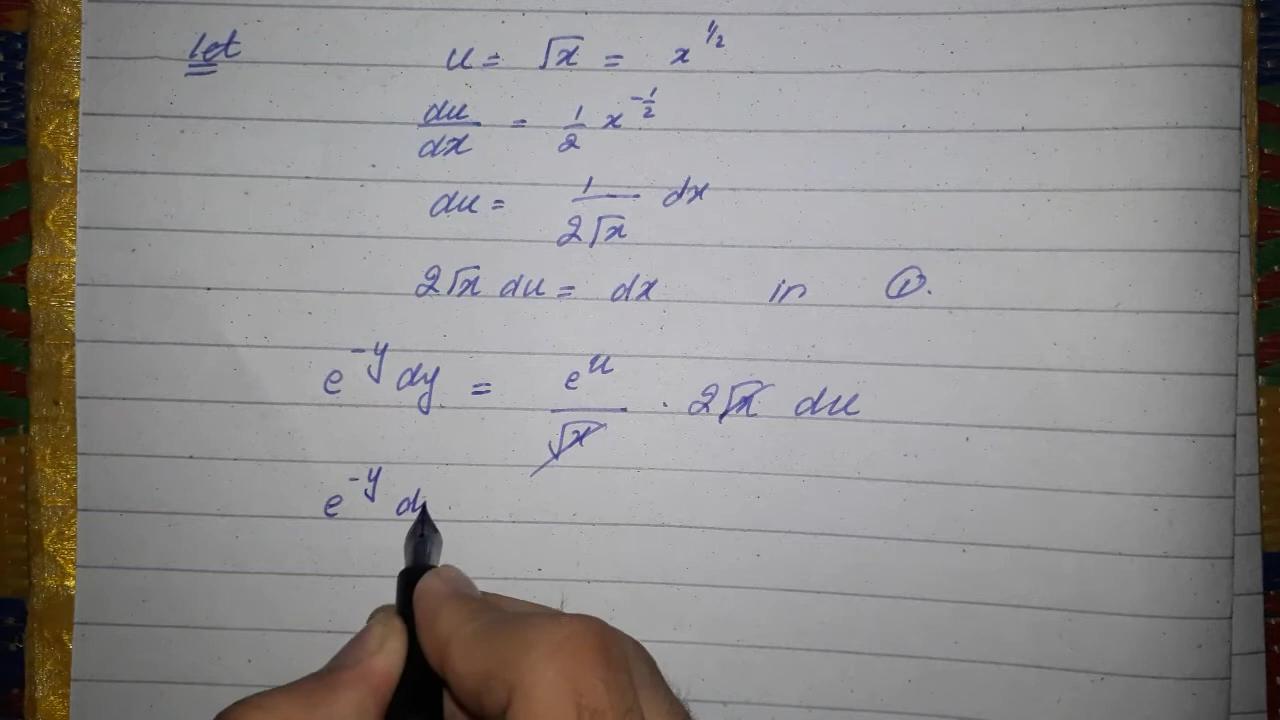 Let u = √x = x^1/2
du/dx = 1/2 x^-1/2
du = 1/2√x dx
2√x du = dx in ①.
e^-y dy = e^u/√x · 2√x du
e^-y d